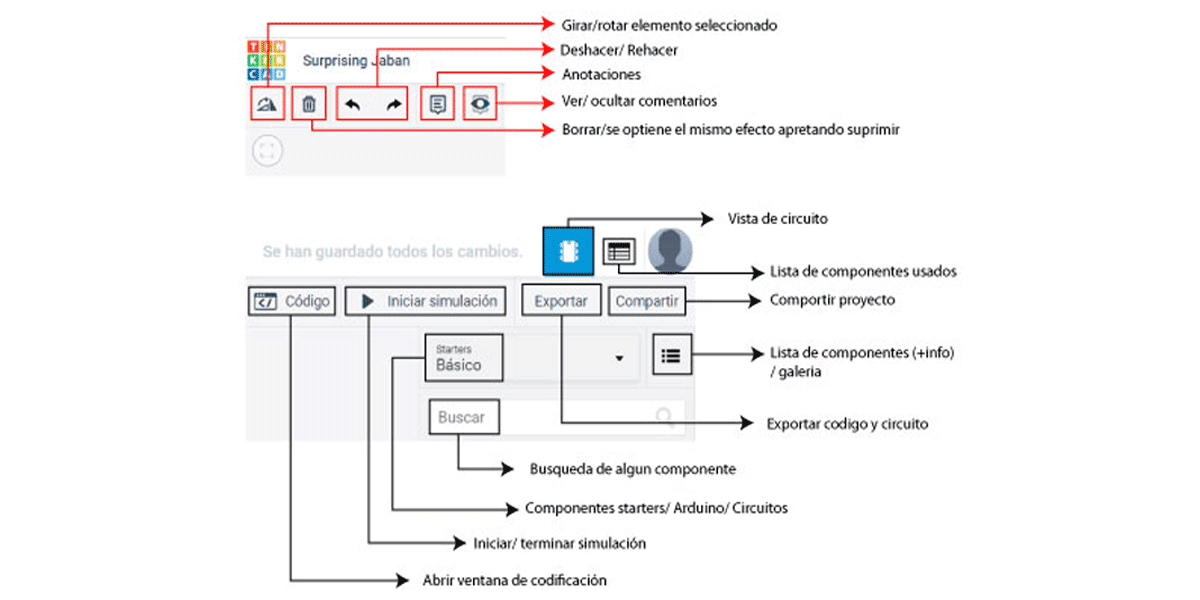 Girar/rotar elemento seleccionado
TIN
KER
CAD
Surprising Jaban
Deshacer/ Rehacer
Anotaciones
Ver/ ocultar comentarios
Borrar/se optiene el mismo efecto apretando suprimir
Vista de circuito
Se han guardado todos los cambios.
Lista de componentes usados
Código
Iniciar simulación
Exportar
Compartir
Comportir proyecto
Starters
Básico
Lista de componentes (+info)
/ galeria
Buscar
Exportar codigo y circuito
Busqueda de algun componente
Componentes starters/ Arduino/ Circuitos
Iniciar/ terminar simulación
Abrir ventana de codificación